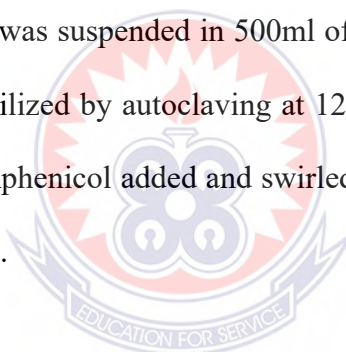 was suspended in 500ml of
ilized by autoclaving at 12
phenicol added and swirled
.
EDUCATION FOR SERVICE